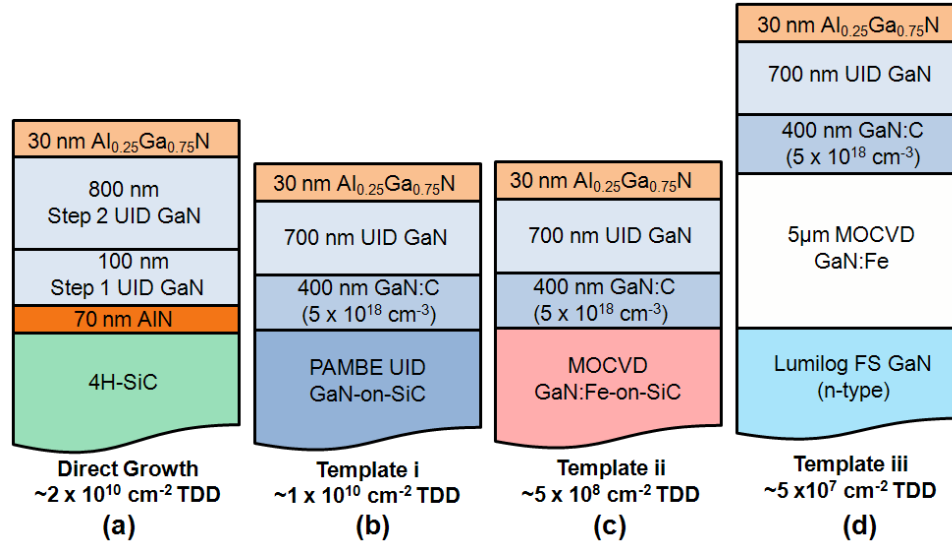 30 nm Al0.25Ga0.75N
800 nm
Step 2 UID GaN
100 nm
Step 1 UID GaN
70 nm AlN
4H-SiC
Direct Growth
~2 x 10^10 cm^-2 TDD
(a)
30 nm Al0.25Ga0.75N
700 nm UID GaN
400 nm GaN:C
(5 x 10^18 cm^-3)
PAMBE UID
GaN-on-SiC
Template i
~1 x 10^10 cm^-2 TDD
(b)
30 nm Al0.25Ga0.75N
700 nm UID GaN
400 nm GaN:C
(5 x 10^18 cm^-3)
MOCVD
GaN:Fe-on-SiC
Template ii
~5 x 10^8 cm^-2 TDD
(c)
30 nm Al0.25Ga0.75N
700 nm UID GaN
400 nm GaN:C
(5 x 10^18 cm^-3)
5µm MOCVD
GaN:Fe
Lumilog FS GaN
(n-type)
Template iii
~5 x10^7 cm^-2 TDD
(d)